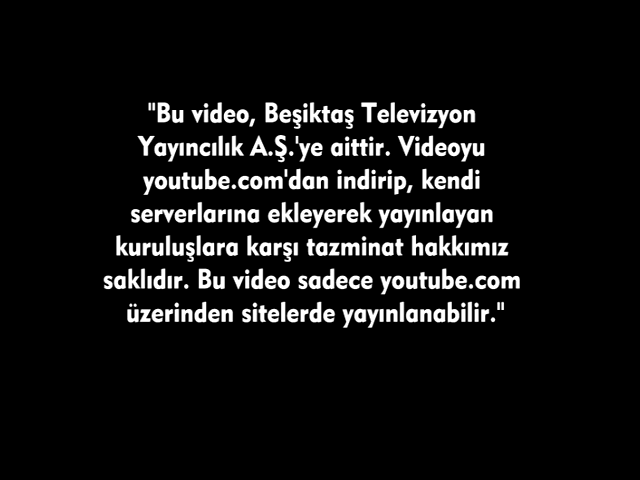 "Bu video, Beşiktaş Televizyon
Yayıncılık A.Ş.'ye aittir. Videoyu
youtube.com'dan indirip, kendi
serverlarına ekleyerek yayınlayan
kuruluşlara karşı tazminat hakkımız
saklıdır. Bu video sadece youtube.com
üzerinden sitelerde yayınlanabilir."